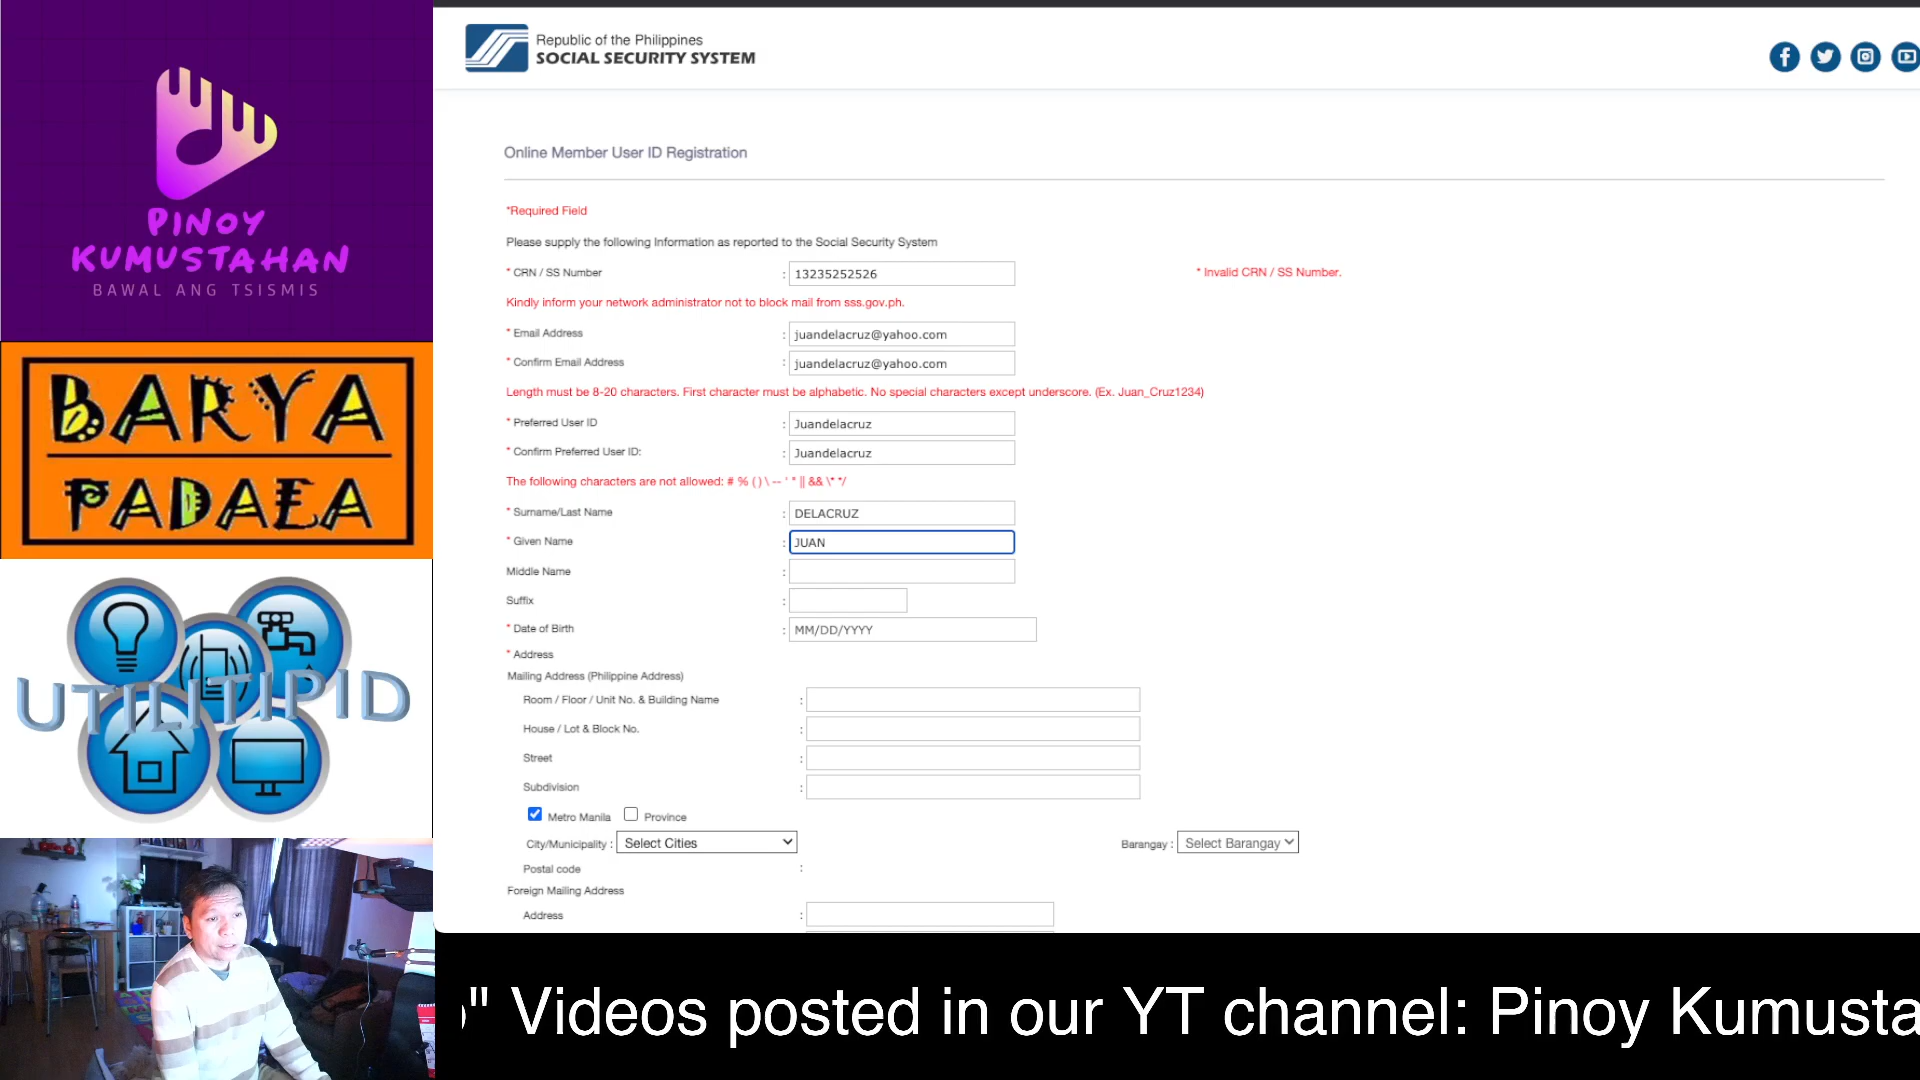 PINOY
KUMUSTAHAN
BAWAL ANG TSISMIS
BARYA
PADALA
UTILITIPID
Republic of the Philippines
SOCIAL SECURITY SYSTEM
Online Member User ID Registration
*Required Field
Please supply the following Information as reported to the Social Security System
* CRN / SS Number : 13235252526 * Invalid CRN / SS Number.
Kindly inform your network administrator not to block mail from sss.gov.ph.
* Email Address : juandelacruz@yahoo.com
* Confirm Email Address : juandelacruz@yahoo.com
Length must be 8-20 characters. First character must be alphabetic. No special characters except underscore. (Ex. Juan_Cruz1234)
* Preferred User ID : Juandelacruz
* Confirm Preferred User ID: : Juandelacruz
The following characters are not allowed: # % ( ) \ -- ' " || && \* */
* Surname/Last Name : DELACRUZ
* Given Name : JUAN
Middle Name :
Suffix :
* Date of Birth : MM/DD/YYYY
* Address
Mailing Address (Philippine Address)
Room / Floor / Unit No. & Building Name :
House / Lot & Block No. :
Street :
Subdivision :
Metro Manila Province
City/Municipality : Select Cities Barangay : Select Barangay
Postal code :
Foreign Mailing Address
Address :
" Videos posted in our YT channel: Pinoy Kumusta